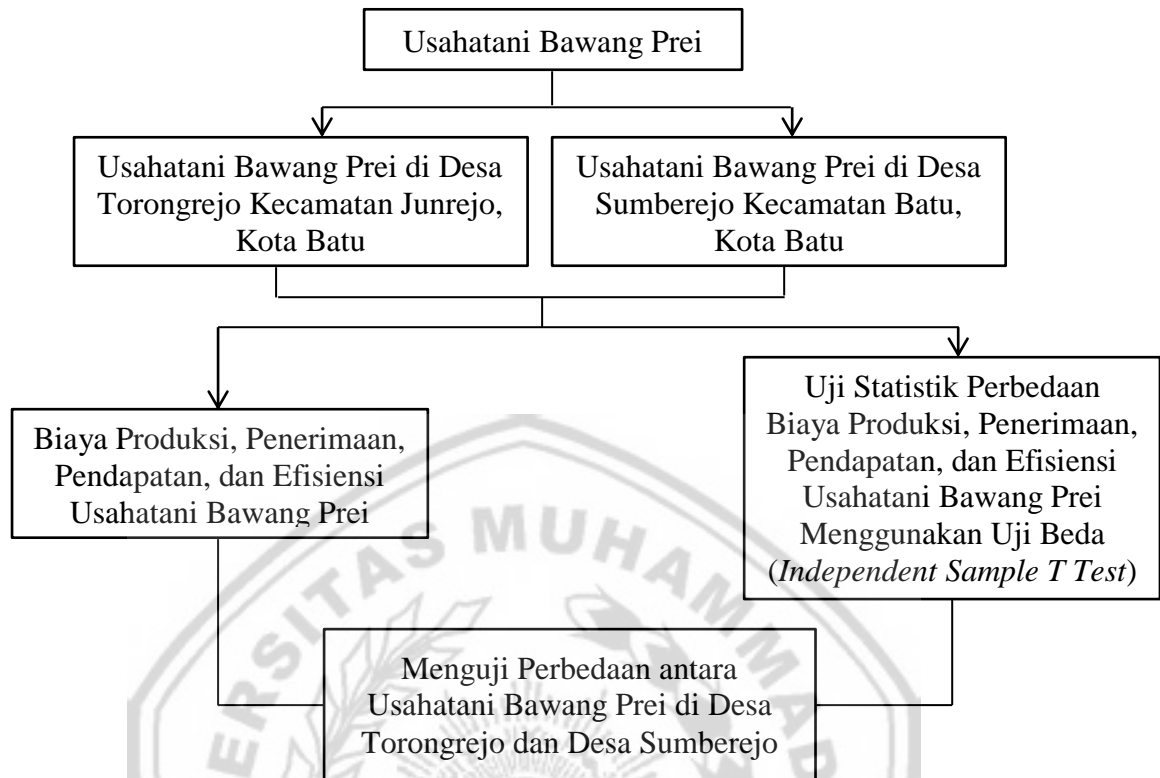 Usahatani Bawang Prei
Usahatani Bawang Prei di Desa
Torongrejo Kecamatan Junrejo,
Kota Batu
Usahatani Bawang Prei di Desa
Sumberejo Kecamatan Batu,
Kota Batu
Biaya Produksi, Penerimaan,
Pendapatan, dan Efisiensi
Usahatani Bawang Prei
Uji Statistik Perbedaan
Biaya Produksi, Penerimaan,
Pendapatan, dan Efisiensi
Usahatani Bawang Prei
Menggunakan Uji Beda
(Independent Sample T Test)
Menguji Perbedaan antara
Usahatani Bawang Prei di Desa
Torongrejo dan Desa Sumberejo
ERSITAS MUHAMMAD